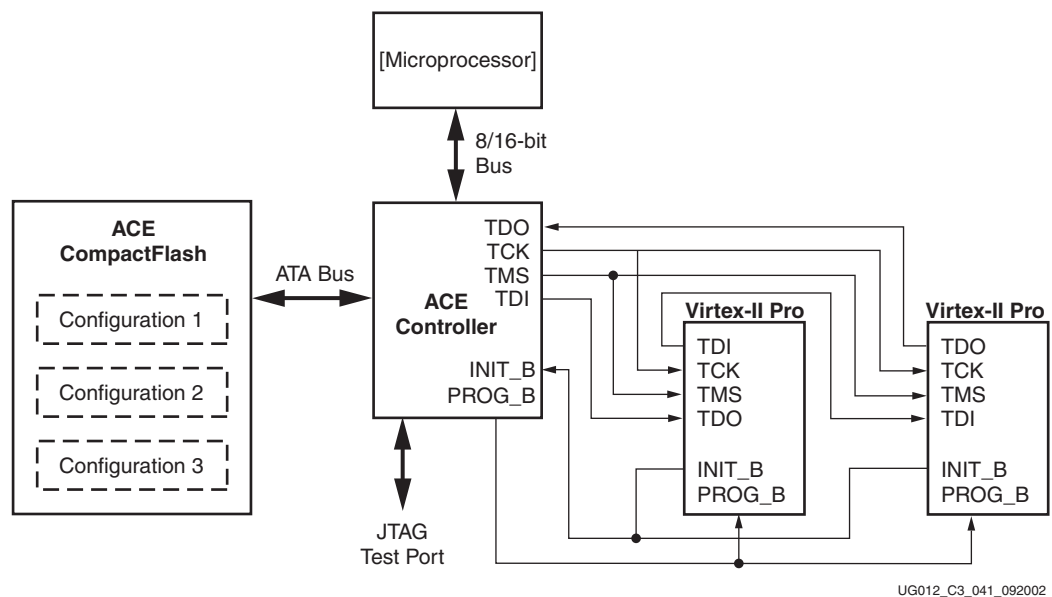 [Microprocessor]
8/16-bit
Bus
ACE
CompactFlash
Configuration 1
Configuration 2
Configuration 3
ATA Bus
TDO
TCK
TMS
TDI
ACE
Controller
INIT_B
PROG_B
JTAG
Test Port
Virtex-II Pro
TDI
TCK
TMS
TDO
INIT_B
PROG_B
Virtex-II Pro
TDO
TCK
TMS
TDI
INIT_B
PROG_B
UG012_C3_041_092002